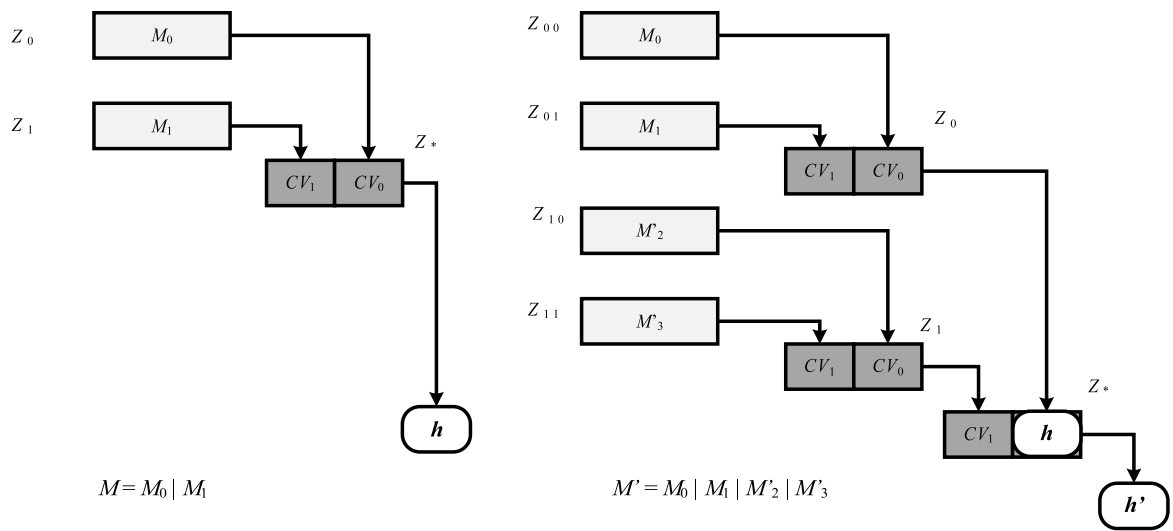 Z 0
M0
Z 1
M1
Z *
CV1 CV0
h
M = M0 | M1
Z 0 0
M0
Z 0 1
M1
Z 0
CV1 CV0
Z 1 0
M'2
Z 1 1
M'3
Z 1
CV1 CV0
Z *
CV1 h
h'
M' = M0 | M1 | M'2 | M'3